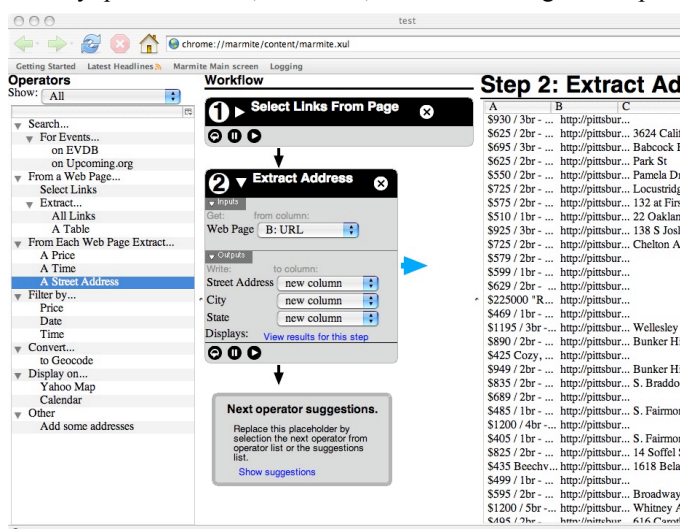 test
chrome://marmite/content/marmite.xul
Getting Started Latest Headlines Marmite Main screen Logging
Operators
Show: All
Search...
For Events...
on EVDB
on Upcoming.org
From a Web Page...
Select Links
Extract...
All Links
A Table
From Each Web Page Extract...
A Price
A Time
A Street Address
Filter by...
Price
Date
Time
Convert...
to Geocode
Display on...
Yahoo Map
Calendar
Other
Add some addresses
Workflow
1 Select Links From Page
2 Extract Address
Inputs
Get: from column:
Web Page B: URL
Outputs
Write: to column:
Street Address new column
City new column
State new column
Displays: View results for this step
Next operator suggestions.
Replace this placeholder by
selection the next operator from
operator list or the suggestions
list.
Show suggestions
Step 2: Extract Ad
A B C
$930 / 3br - ... http://pittsbur...
$625 / 2br - ... http://pittsbur... 3624 Calif
$695 / 3br - ... http://pittsbur... Babcock
$625 / 2br - ... http://pittsbur... Park St
$550 / 2br - ... http://pittsbur... Pamela Dr
$725 / 2br - ... http://pittsbur... Locustridg
$575 / 2br - ... http://pittsbur... 132 at Firs
$510 / 1br - ... http://pittsbur... 22 Oaklan
$925 / 3br - ... http://pittsbur... 138 S Josl
$725 / 2br - ... http://pittsbur... Chelton A
$579 / 2br - ... http://pittsbur...
$599 / 1br - ... http://pittsbur...
$629 / 2br - ... http://pittsbur...
$225000 "R... http://pittsbur...
$469 / 1br - ... http://pittsbur...
$1195 / 3br -... http://pittsbur... Wellesley
$890 / 2br - ... http://pittsbur... Bunker Hi
$425 Cozy, ... http://pittsbur...
$949 / 2br - ... http://pittsbur... Bunker Hi
$835 / 2br - ... http://pittsbur... S. Braddo
$689 / 2br - ... http://pittsbur...
$485 / 1br - ... http://pittsbur... S. Fairmon
$1200 / 4br -... http://pittsbur...
$405 / 1br - ... http://pittsbur... S. Fairmon
$825 / 2br - ... http://pittsbur... 14 Soffel S
$435 Beechv... http://pittsbur... 1618 Bela
$499 / 1br - ... http://pittsbur...
$595 / 2br - ... http://pittsbur... Broadway
$1200 / 5br -... http://pittsbur... Whitney A
$495 / 2br - ... http://pittsbur... 616 Caroth